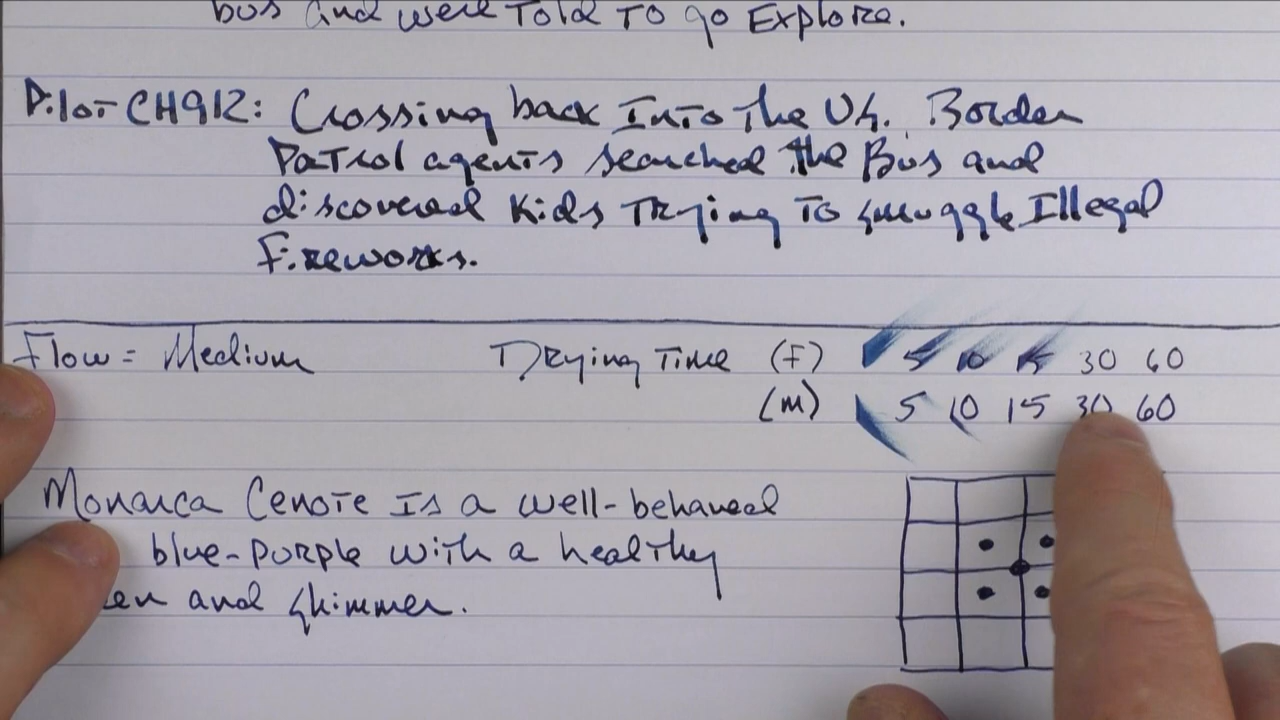 bus and were Told To go Explore.
Pilot CH912: Crossing back Into The U.S. Border
Patrol agents searched the Bus and
discovered Kids Trying To smuggle Illegal
Fireworks.
Flow = Medium Drying Time (F) 5 10 15 30 60
(M) 5 10 15 30 60
Monarca Cenote Is a well-behaved
blue-purple with a healthy
and shimmer.